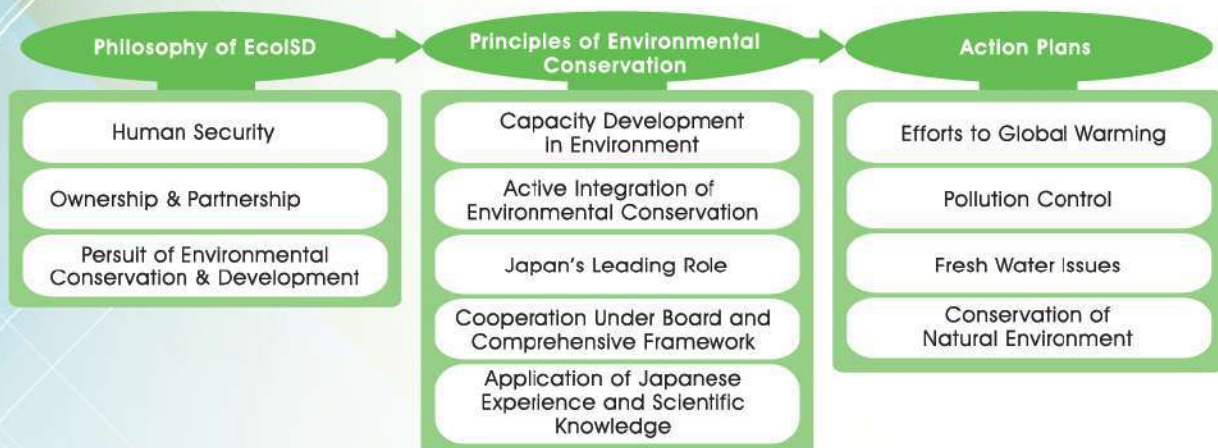 Philosophy of EcoISD
Human Security
Ownership & Partnership
Persuit of Environmental
Conservation & Development
Principles of Environmental
Conservation
Capacity Development
in Environment
Active Integration of
Environmental Conservation
Japan's Leading Role
Cooperation Under Board and
Comprehensive Framework
Application of Japanese
Experience and Scientific
Knowledge
Action Plans
Efforts to Global Warming
Pollution Control
Fresh Water Issues
Conservation of
Natural Environment